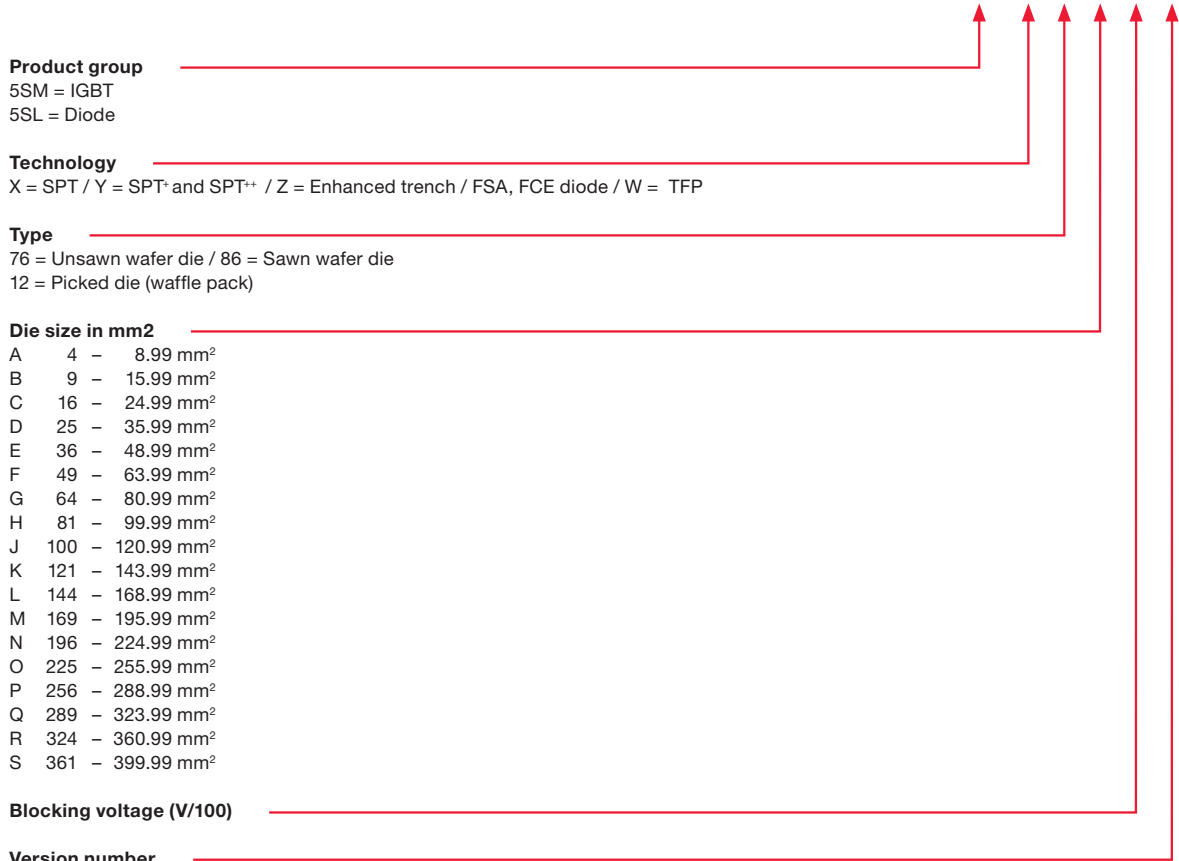 Product group
5SM = IGBT
5SL = Diode
Technology
X = SPT / Y = SPT⁺ and SPT⁺⁺ / Z = Enhanced trench / FSA, FCE diode / W = TFP
Type
76 = Unsawn wafer die / 86 = Sawn wafer die
12 = Picked die (waffle pack)
Die size in mm2
A 4 – 8.99 mm²
B 9 – 15.99 mm²
C 16 – 24.99 mm²
D 25 – 35.99 mm²
E 36 – 48.99 mm²
F 49 – 63.99 mm²
G 64 – 80.99 mm²
H 81 – 99.99 mm²
J 100 – 120.99 mm²
K 121 – 143.99 mm²
L 144 – 168.99 mm²
M 169 – 195.99 mm²
N 196 – 224.99 mm²
O 225 – 255.99 mm²
P 256 – 288.99 mm²
Q 289 – 323.99 mm²
R 324 – 360.99 mm²
S 361 – 399.99 mm²
Blocking voltage (V/100)
Version number